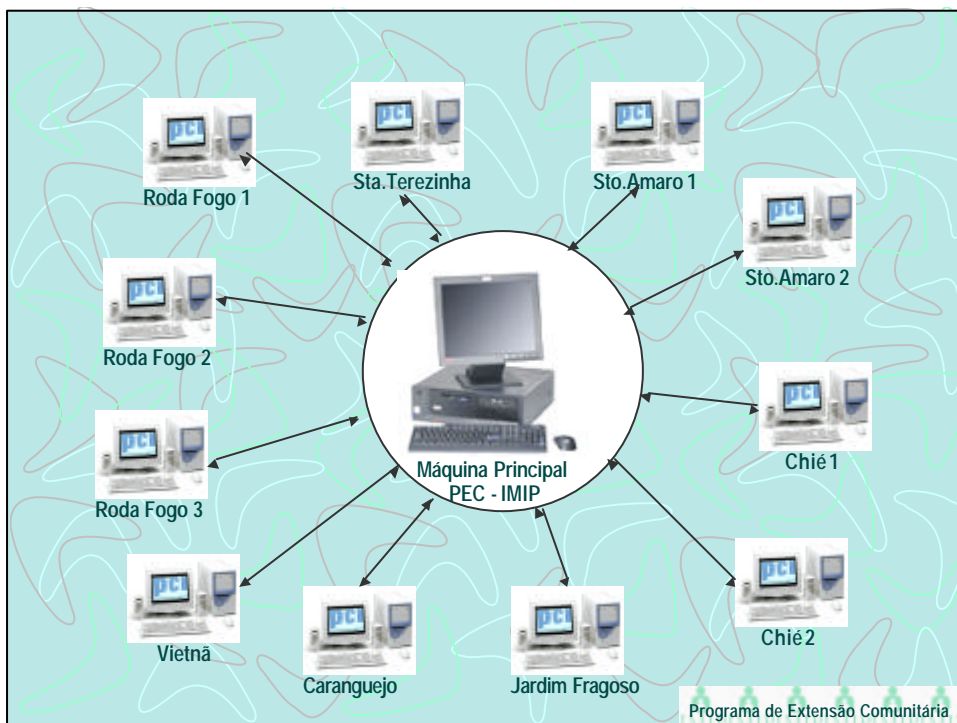 Sta.Terezinha
Sto.Amaro 1
Roda Fogo 1
Sto.Amaro 2
Roda Fogo 2
Chié 1
Máquina Principal
PEC - IMIP
Roda Fogo 3
Chié 2
Vietnã
Caranguejo
Jardim Fragoso
Programa de Extensão Comunitária